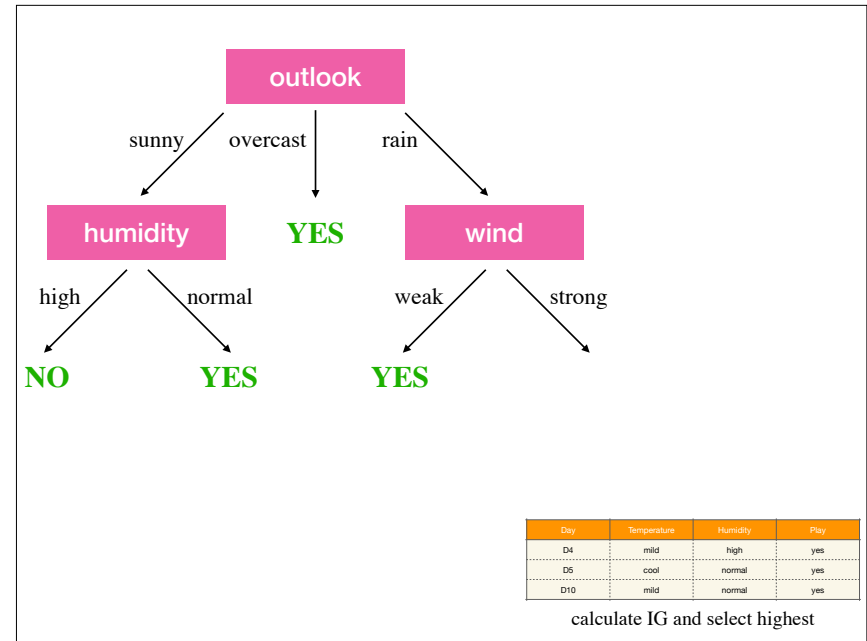 outlook
sunny overcast rain
humidity YES wind
high normal weak strong
NO YES YES
Day Temperature Humidity Play
D4 mild high yes
D5 cool normal yes
D10 mild normal yes
calculate IG and select highest